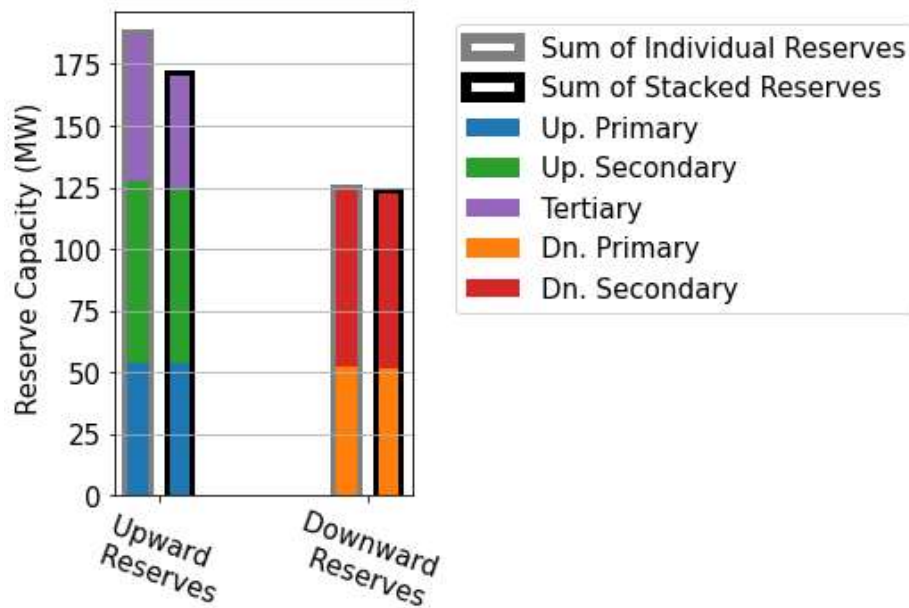 Reserve Capacity (MW)
175
150
125
100
75
50
25
0
Upward
Reserves
Downward
Reserves
Sum of Individual Reserves
Sum of Stacked Reserves
Up. Primary
Up. Secondary
Tertiary
Dn. Primary
Dn. Secondary